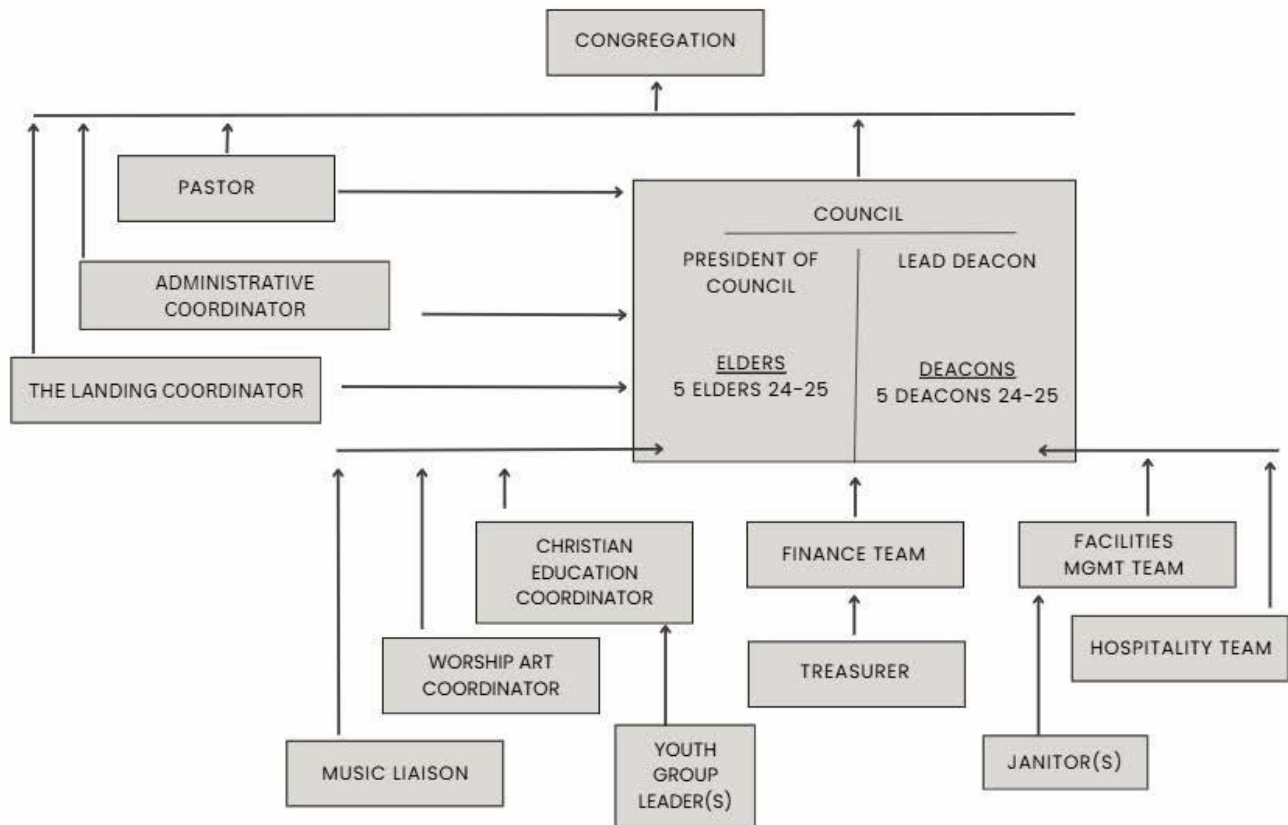 CONGREGATION
PASTOR
COUNCIL
PRESIDENT OF
COUNCIL
LEAD DEACON
ADMINISTRATIVE
COORDINATOR
THE LANDING COORDINATOR
ELDERS
5 ELDERS 24-25
DEACONS
5 DEACONS 24-25
CHRISTIAN
EDUCATION
COORDINATOR
FINANCE TEAM
FACILITIES
MGMT TEAM
WORSHIP ART
COORDINATOR
TREASURER
HOSPITALITY TEAM
MUSIC LIAISON
YOUTH
GROUP
LEADER(S)
JANITOR(S)